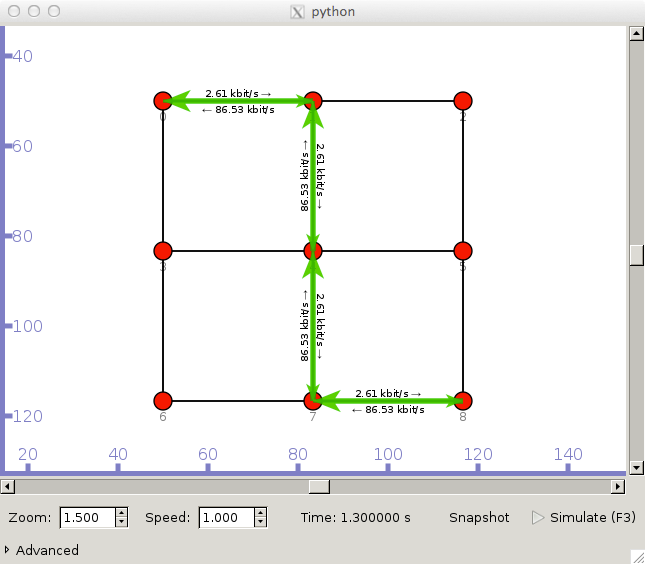 python
40
2.61 kbit/s →
← 86.53 kbit/s
0
2
60
← 86.53 kbit/s
2.61 kbit/s →
80
3
5
← 86.53 kbit/s
2.61 kbit/s →
100
2.61 kbit/s →
← 86.53 kbit/s
120
6
7
8
20 40 60 80 100 120 140
Zoom: 1.500 Speed: 1.000 Time: 1.300000 s Snapshot Simulate (F3)
Advanced